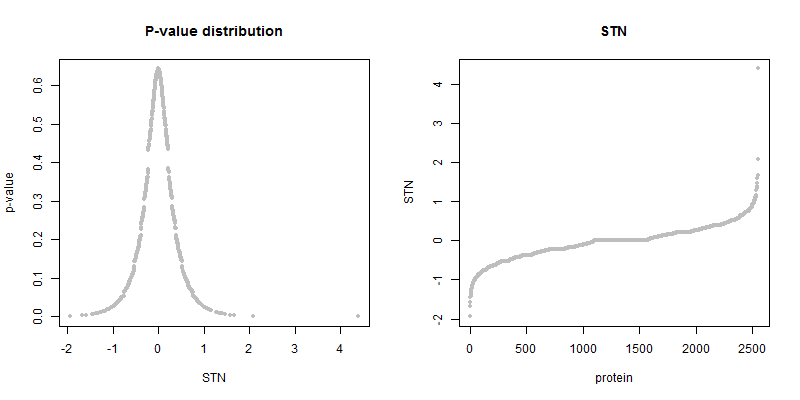 P-value distribution
p-value
0.0 0.1 0.2 0.3 0.4 0.5 0.6
-2 -1 0 1 2 3 4
STN
STN
STN
-2 -1 0 1 2 3 4
0 500 1000 1500 2000 2500
protein